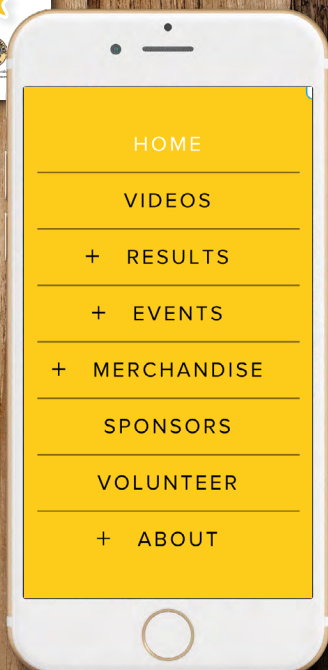 HOME
VIDEOS
+ RESULTS
+ EVENTS
+ MERCHANDISE
SPONSORS
VOLUNTEER
+ ABOUT